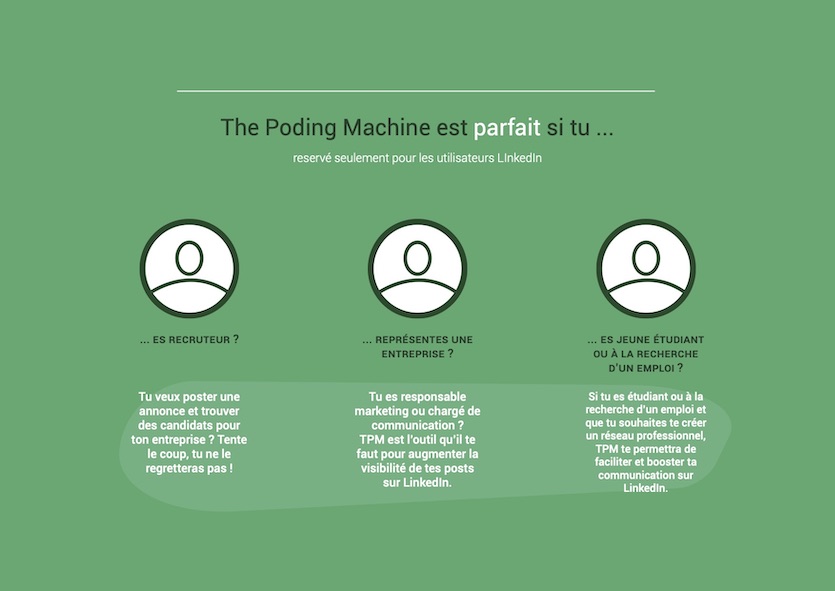 The Poding Machine est parfait si tu ...
reservé seulement pour les utilisateurs LInkedIn
... ES RECRUTEUR ?
Tu veux poster une
annonce et trouver
des candidats pour
ton entreprise ? Tente
le coup, tu ne le
regretteras pas !
... REPRÉSENTES UNE
ENTREPRISE ?
Tu es responsable
marketing ou chargé de
communication ?
TPM est l'outil qu'il te
faut pour augmenter la
visibilité de tes posts
sur LinkedIn.
... ES JEUNE ÉTUDIANT
OU À LA RECHERCHE
D'UN EMPLOI ?
Si tu es étudiant ou à la
recherche d'un emploi et
que tu souhaites te créer
un réseau professionnel,
TPM te permettra de
faciliter et booster ta
communication sur
LinkedIn.